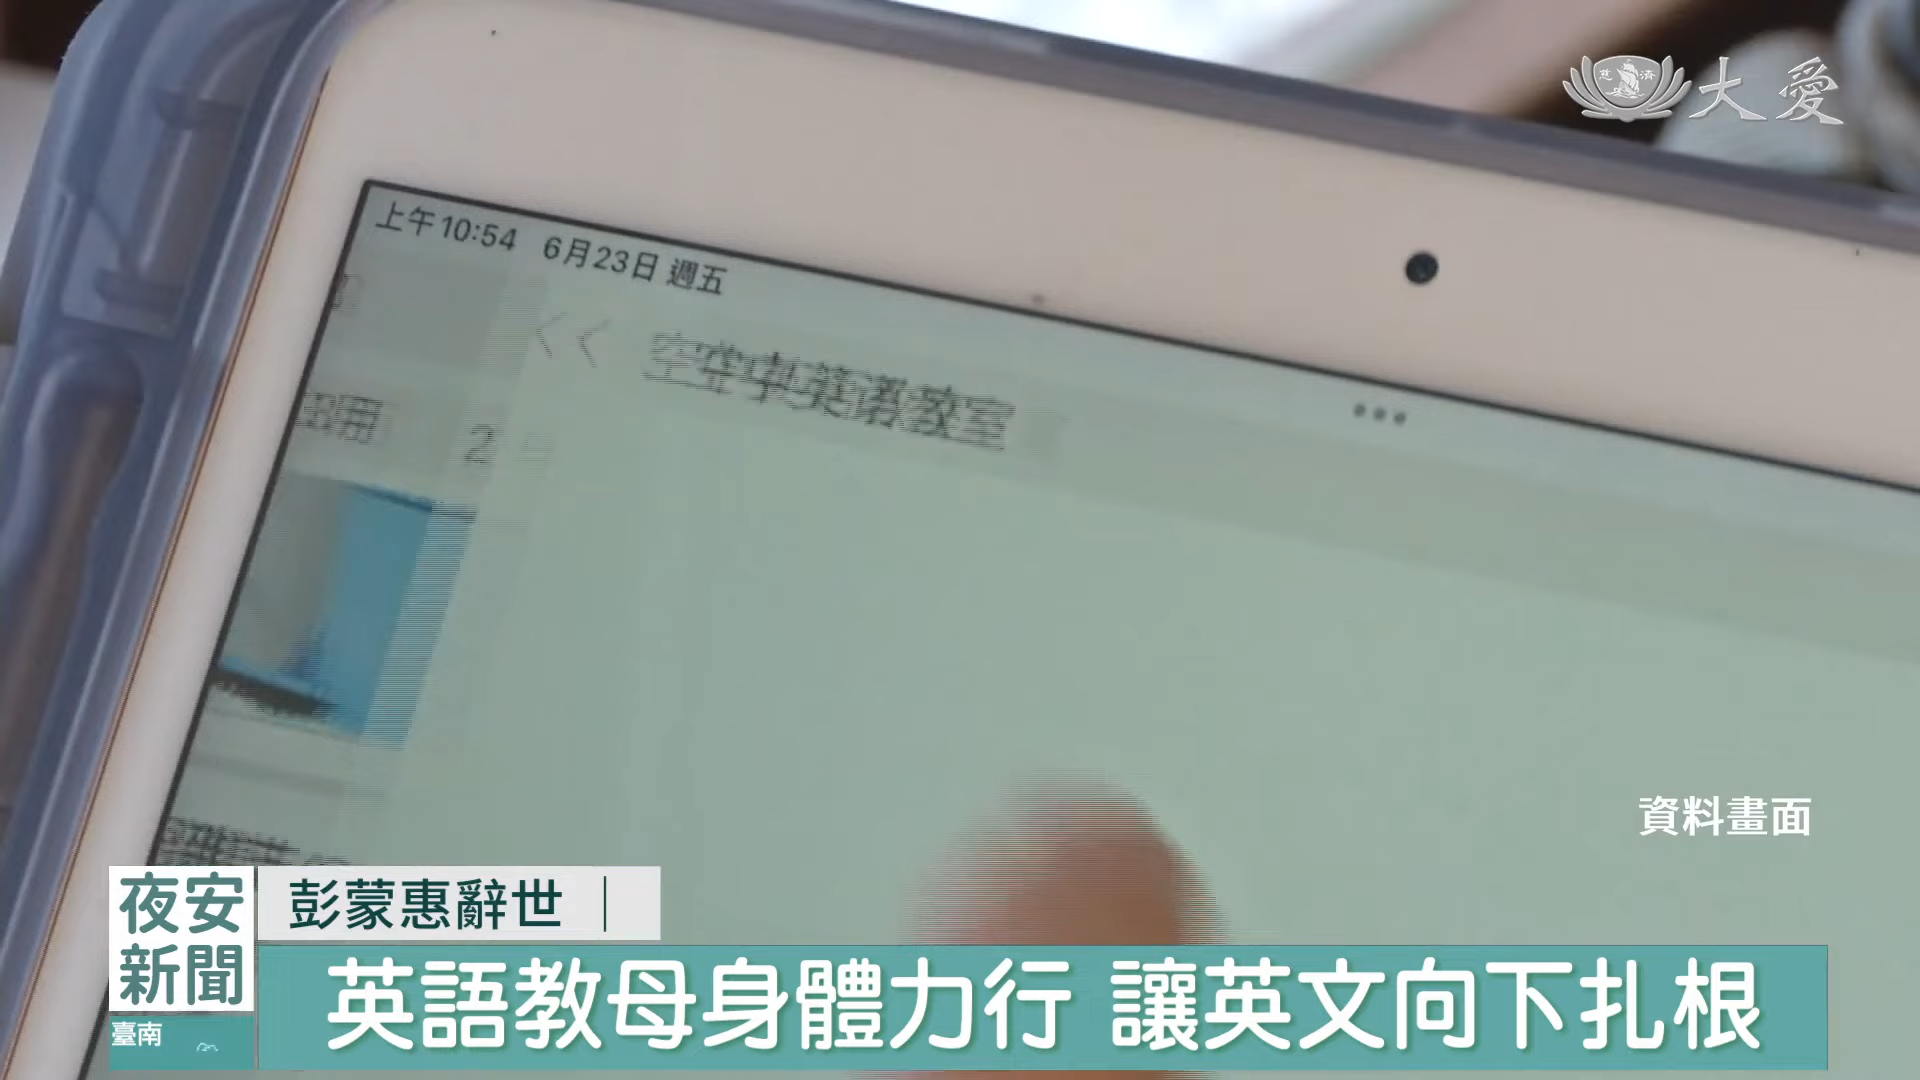 慈濟
大愛
上午10:54 6月23日 週五
空中英語教室
資料畫面
夜安
新聞
彭蒙惠辭世
英語教母身體力行 讓英文向下扎根
臺南